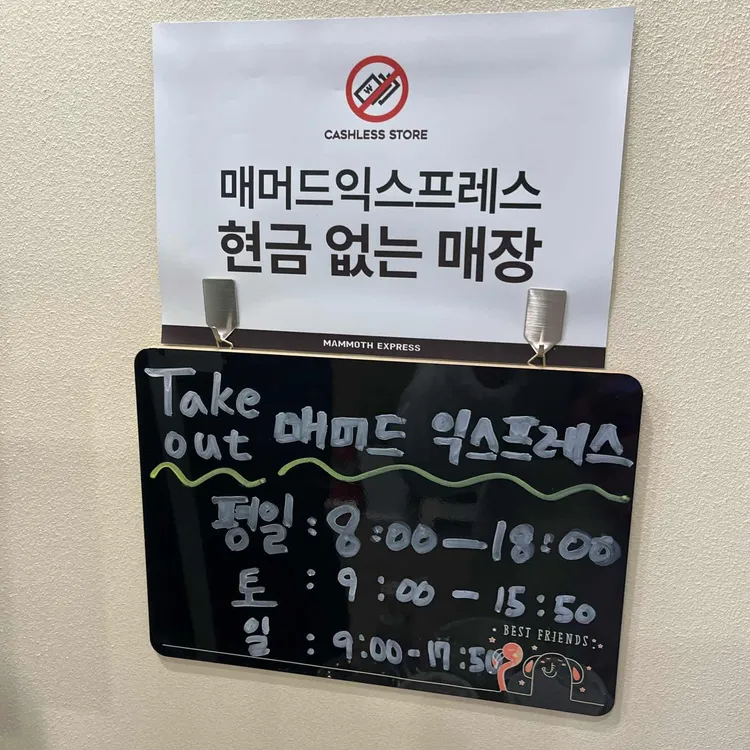 CASHLESS STORE
매머드익스프레스
현금 없는 매장
MAMMOTH EXPRESS
Take out 매머드 익스프레스
평일 : 8:00 - 18:00
토 : 9:00 - 15:50
일 : 9:00 - 17:50
BEST FRIENDS